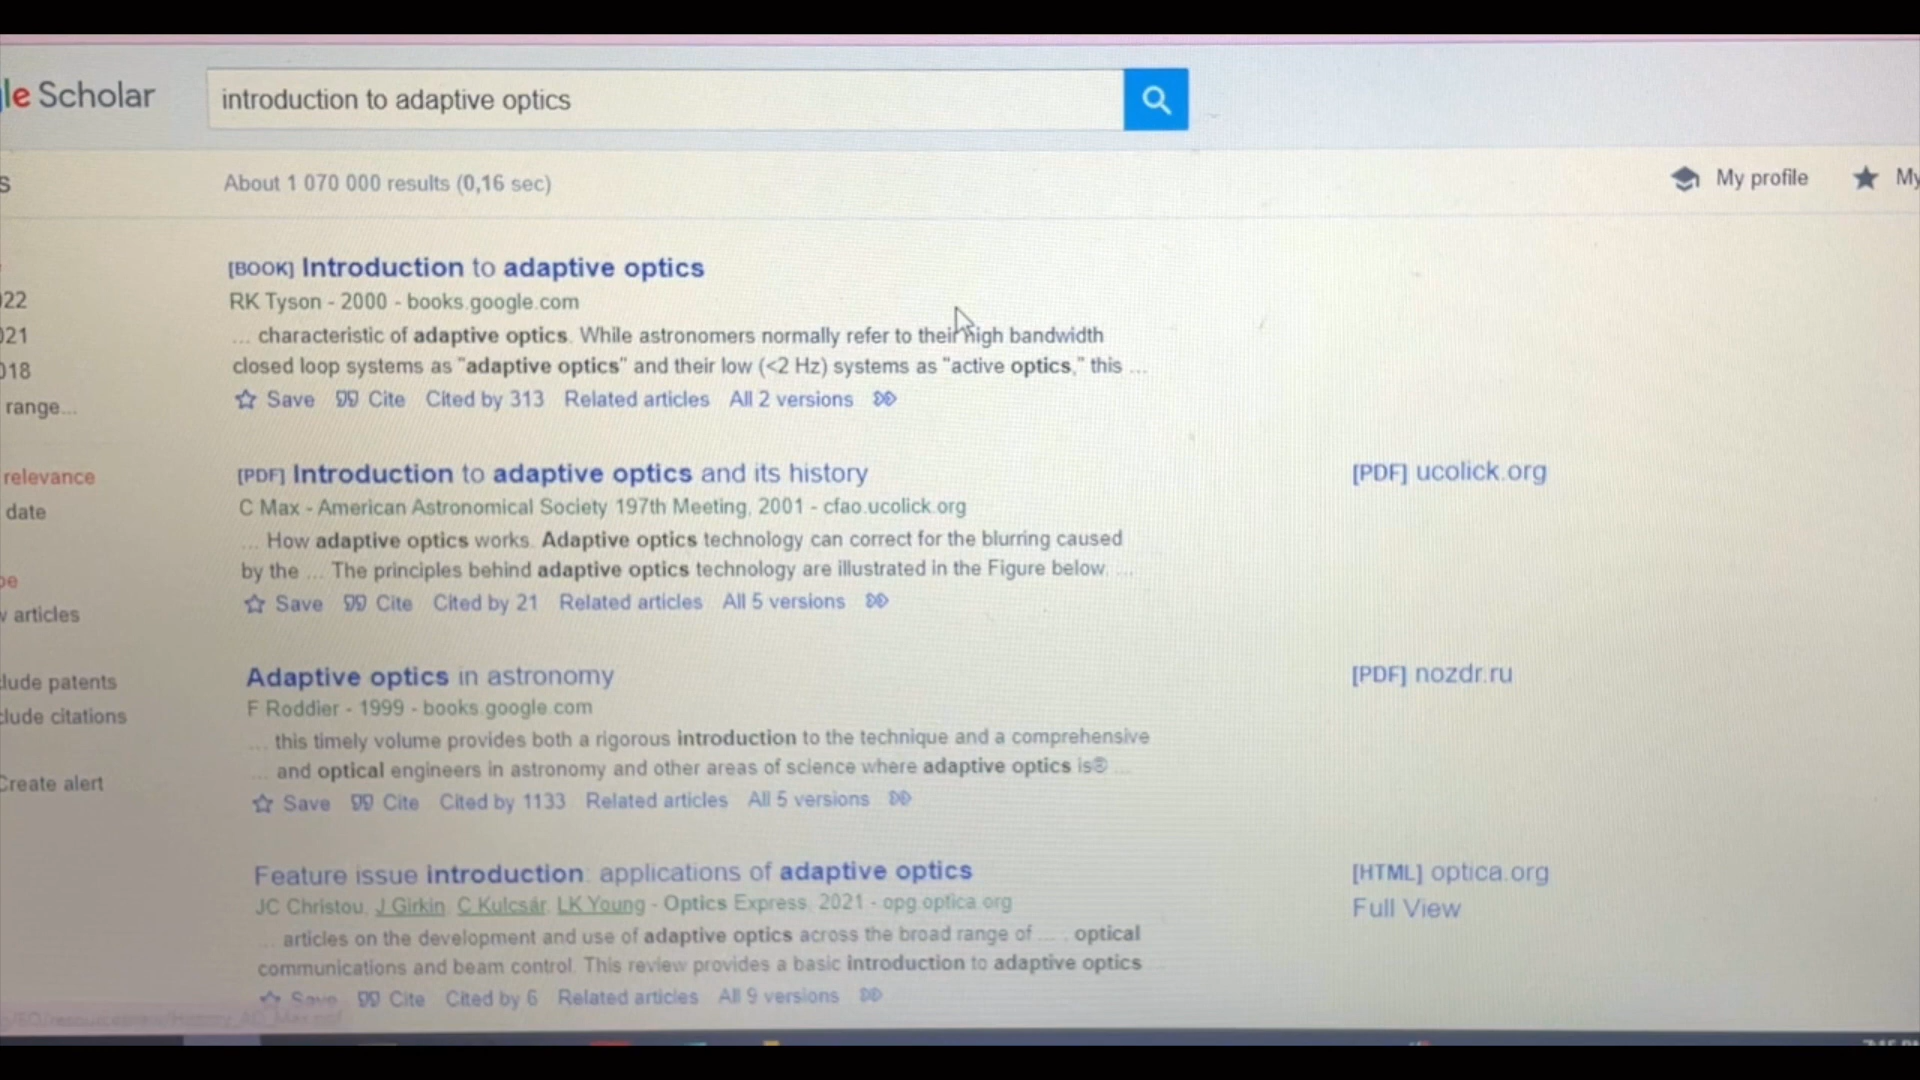 le Scholar
introduction to adaptive optics
s
About 1 070 000 results (0,16 sec)
My profile
My
[BOOK] Introduction to adaptive optics
022
RK Tyson - 2000 - books.google.com
021
... characteristic of adaptive optics. While astronomers normally refer to their high bandwidth
018
closed loop systems as "adaptive optics" and their low (<2 Hz) systems as "active optics," this ...
range...
Save Cite Cited by 313 Related articles All 2 versions
relevance
[PDF] Introduction to adaptive optics and its history
[PDF] ucolick.org
date
C Max - American Astronomical Society 197th Meeting, 2001 - cfao.ucolick.org
... How adaptive optics works. Adaptive optics technology can correct for the blurring caused
by the ... The principles behind adaptive optics technology are illustrated in the Figure below. ...
pe
Save Cite Cited by 21 Related articles All 5 versions
w articles
Adaptive optics in astronomy
[PDF] nozdr.ru
lude patents
F Roddier - 1999 - books.google.com
clude citations
... this timely volume provides both a rigorous introduction to the technique and a comprehensive
... and optical engineers in astronomy and other areas of science where adaptive optics is® ...
Create alert
Save Cite Cited by 1133 Related articles All 5 versions
Feature issue introduction: applications of adaptive optics
[HTML] optica.org
JC Christou, J Girkin, C Kulcsár, LK Young - Optics Express, 2021 - opg.optica.org
Full View
... articles on the development and use of adaptive optics across the broad range of ... . optical
communications and beam control. This review provides a basic introduction to adaptive optics
Save Cite Cited by 6 Related articles All 9 versions